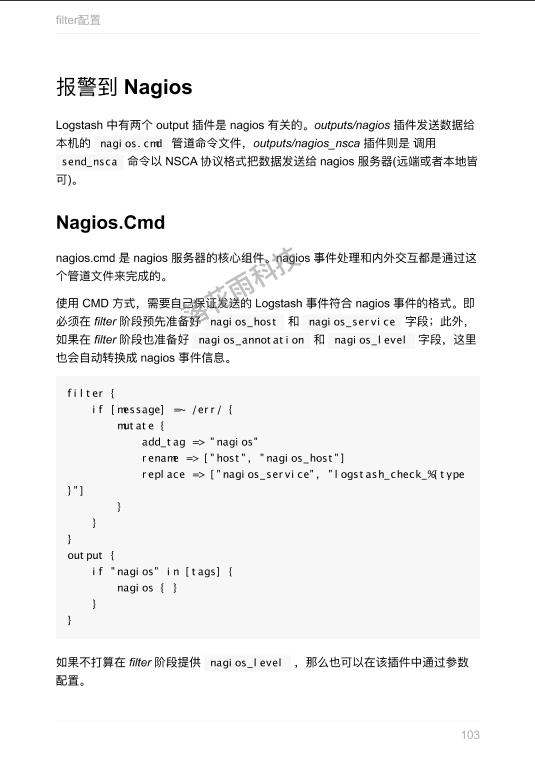 filter配置
报警到 Nagios
Logstash 中有两个 output 插件是 nagios 有关的。outputs/nagios 插件发送数据给
本机的 nagios.cmd 管道命令文件，outputs/nagios_nsca 插件则是 调用
send_nsca 命令以 NSCA 协议格式把数据发送给 nagios 服务器(远端或者本地皆
可)。
Nagios.Cmd
nagios.cmd 是 nagios 服务器的核心组件。nagios 事件处理和内外交互都是通过这
个管道文件来完成的。
使用 CMD 方式，需要自己保证发送的 Logstash 事件符合 nagios 事件的格式。即
必须在 filter 阶段预先准备好 nagios_host 和 nagios_service 字段；此外，
如果在 filter 阶段也准备好 nagios_annotation 和 nagios_level 字段，这里
也会自动转换成 nagios 事件信息。
落花雨科技
filter {
    if [message] =~ /err/ {
        mutate {
            add_tag => "nagios"
            rename => ["host", "nagios_host"]
            replace => ["nagios_service", "logstash_check_%{type
}"]
        }
    }
}
output {
    if "nagios" in [tags] {
        nagios { }
    }
}
如果不打算在 filter 阶段提供 nagios_level ，那么也可以在该插件中通过参数
配置。
103